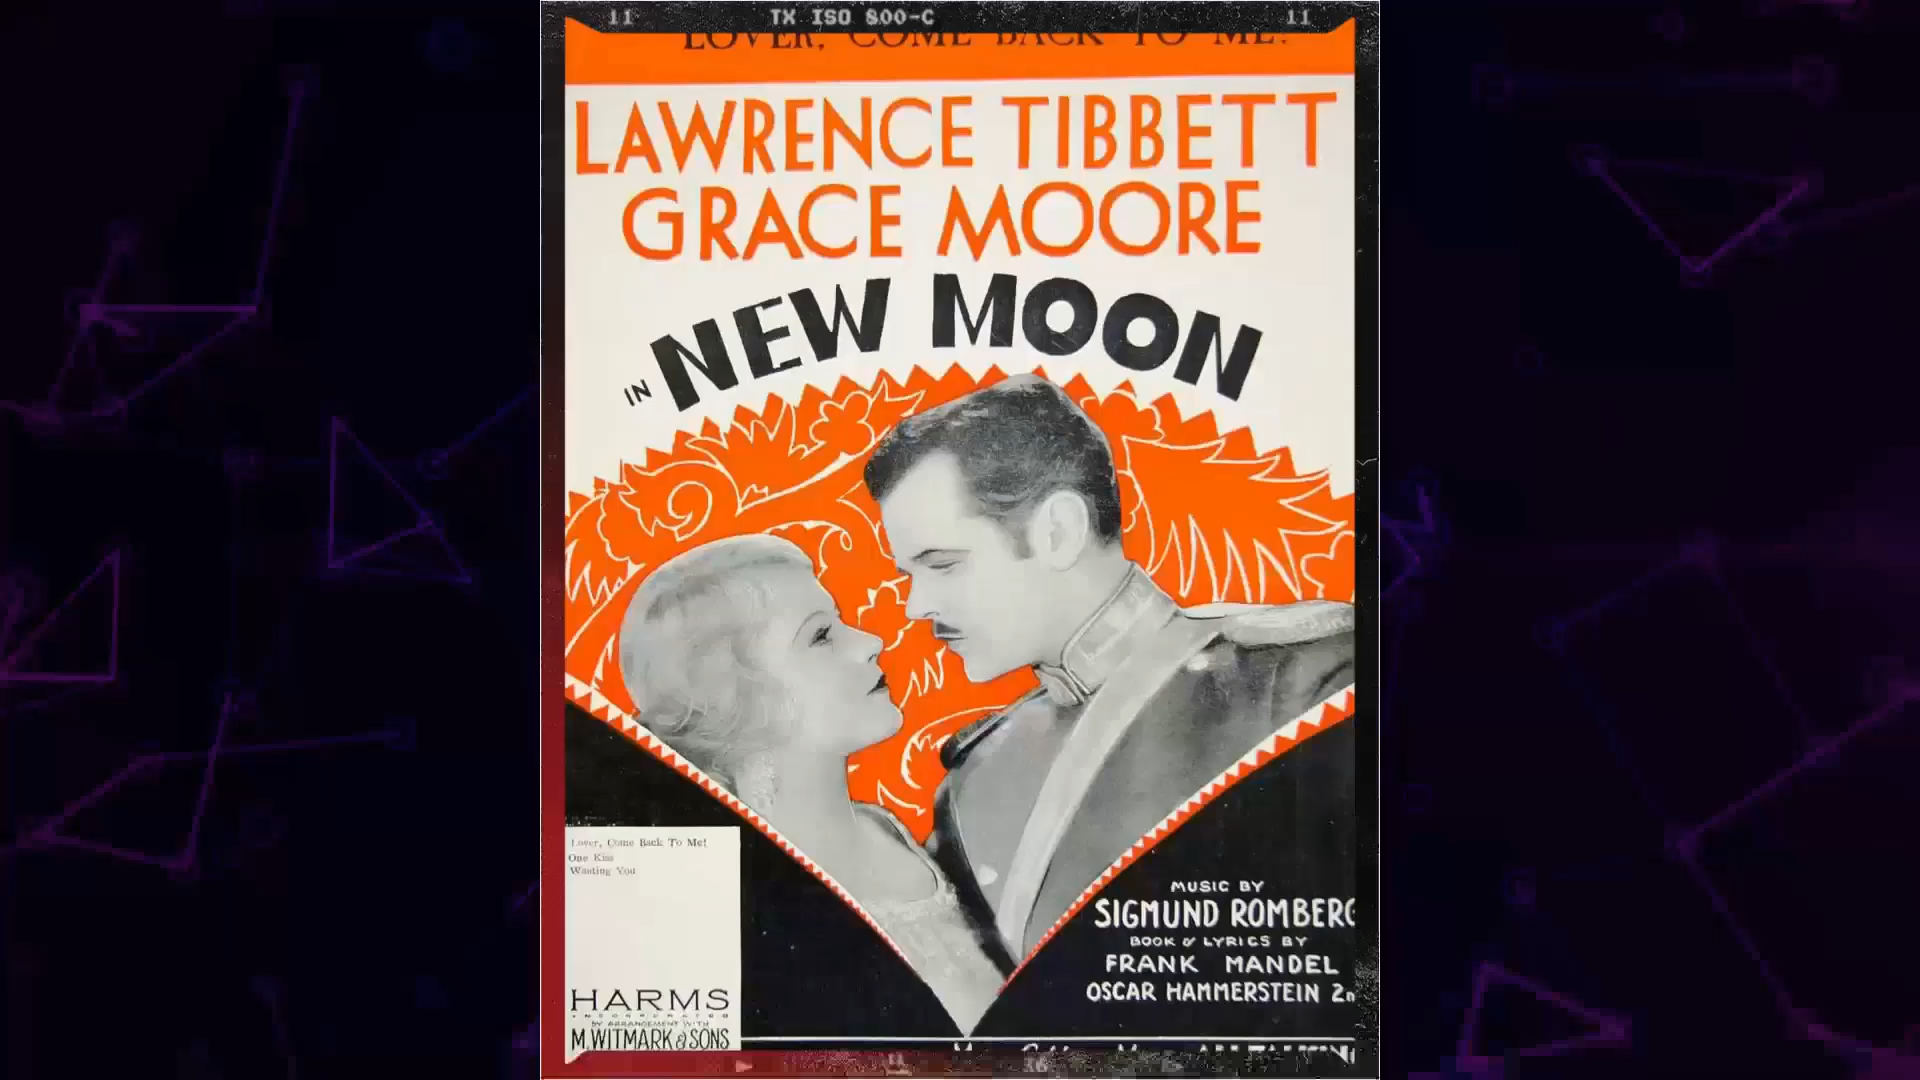 11 TX ISO 800-C 11
LOVER, COME BACK TO ME!
LAWRENCE TIBBETT
GRACE MOORE
IN NEW MOON
Lover, Come Back To Me!
One Kiss
Wanting You
MUSIC BY
SIGMUND ROMBERG
BOOK & LYRICS BY
FRANK MANDEL
OSCAR HAMMERSTEIN 2n
HARMS
INCORPORATED
BY ARRANGEMENT WITH
M. WITMARK & SONS